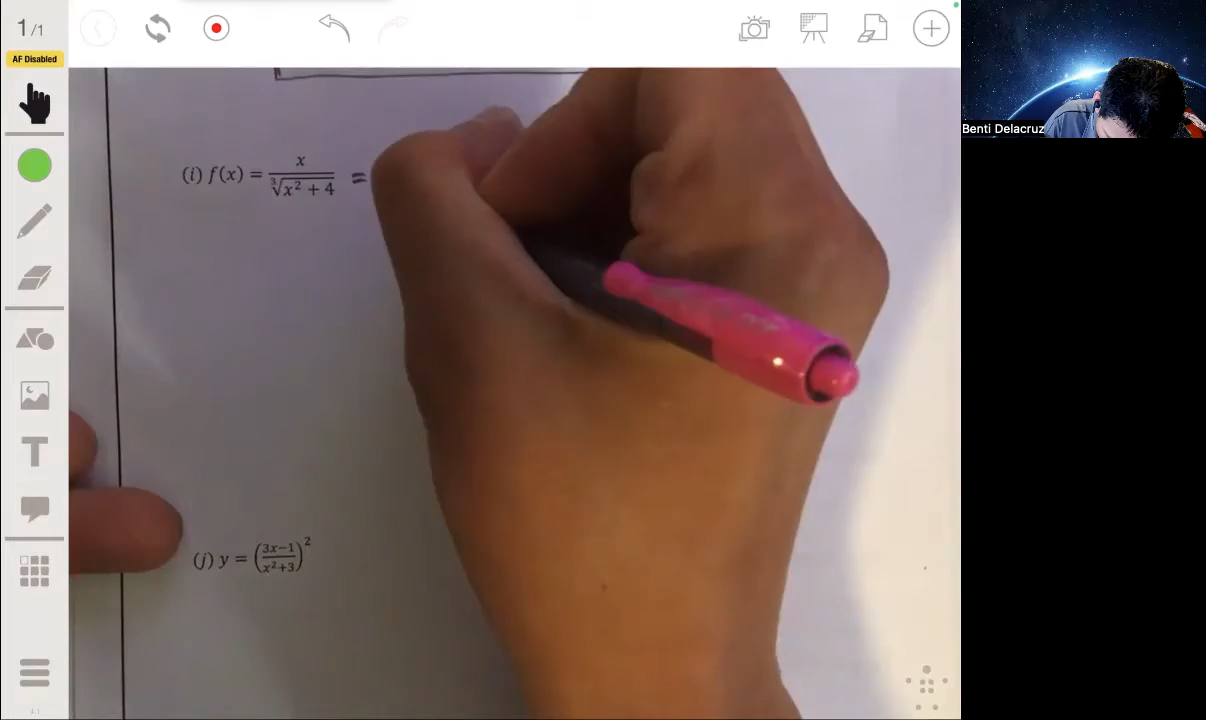 1/1
AF Disabled
(i) f(x) = x / ∛(x² + 4) =
(j) y = ((3x−1)/(x²+3))²
T
Benti Delacruz